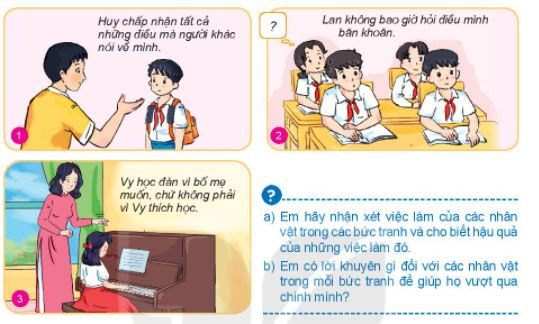 Huy chấp nhận tất cả
những điều mà người khác
nói về mình.
1
?
Lan không bao giờ hỏi điều mình
băn khoăn.
2
Vy học đàn vì bố mẹ
muốn, chứ không phải
vì Vy thích học.
3
?
a) Em hãy nhận xét việc làm của các nhân
vật trong các bức tranh và cho biết hậu quả
của những việc làm đó.
b) Em có lời khuyên gì đối với các nhân vật
trong mỗi bức tranh để giúp họ vượt qua
chính mình?